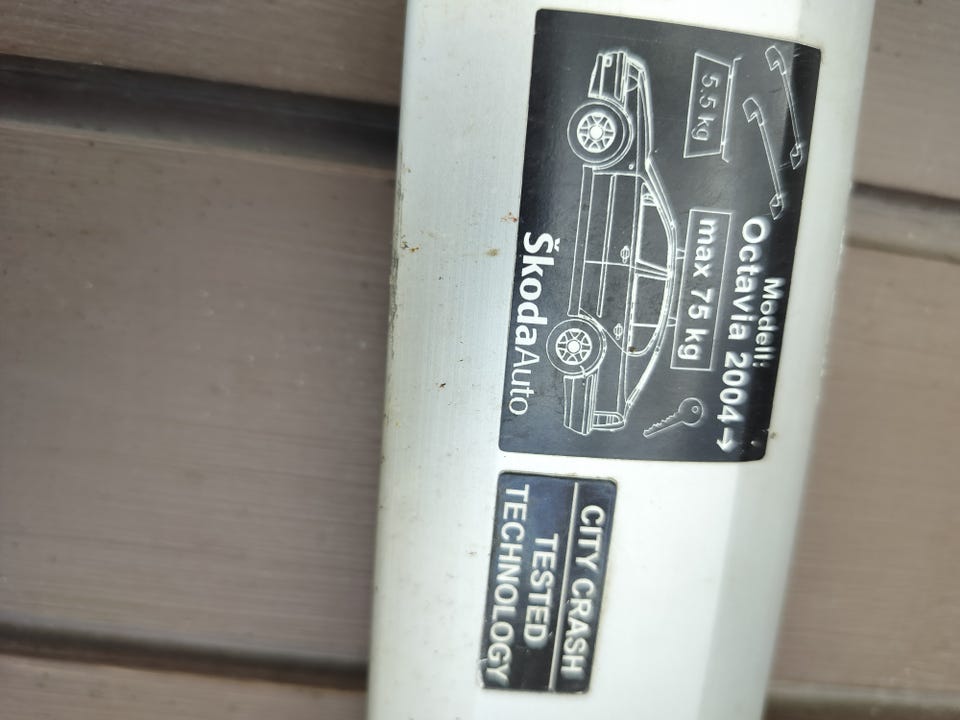 Modell:
Octavia 2004→
5.5 kg
max 75 kg
ŠkodaAuto
CITY CRASH
TESTED
TECHNOLOGY